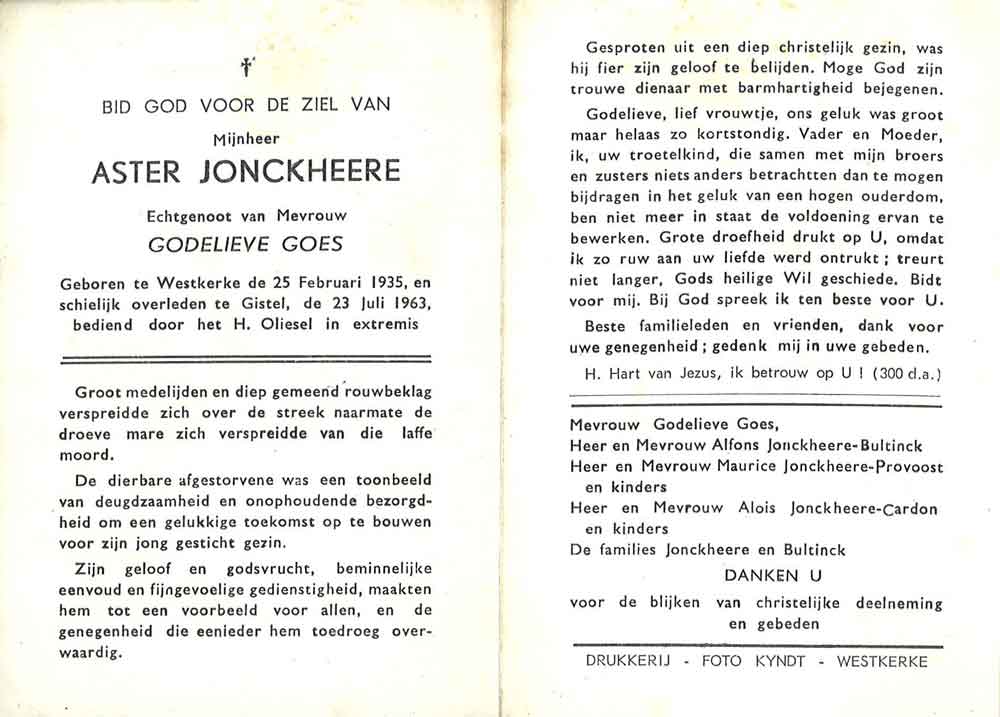 BID GOD VOOR DE ZIEL VAN
Mijnheer
ASTER JONCKHEERE
Echtgenoot van Mevrouw
GODELIEVE GOES
Geboren te Westkerke de 25 Februari 1935, en
schielijk overleden te Gistel, de 23 Juli 1963,
bediend door het H. Oliesel in extremis
Groot medelijden en diep gemeend rouwbeklag
verspreidde zich over de streek naarmate de
droeve mare zich verspreidde van die laffe
moord.
De dierbare afgestorvene was een toonbeeld
van deugdzaamheid en onophoudende bezorgd-
heid om een gelukkige toekomst op te bouwen
voor zijn jong gesticht gezin.
Zijn geloof en godsvrucht, beminnelijke
eenvoud en fijngevoelige gedienstigheid, maakten
hem tot een voorbeeld voor allen, en de
genegenheid die eenieder hem toedroeg over-
waardig.
Gesproten uit een diep christelijk gezin, was
hij fier zijn geloof te belijden. Moge God zijn
trouwe dienaar met barmhartigheid bejegenen.
Godelieve, lief vrouwtje, ons geluk was groot
maar helaas zo kortstondig. Vader en Moeder,
ik, uw troetelkind, die samen met mijn broers
en zusters niets anders betrachtten dan te mogen
bijdragen in het geluk van een hogen ouderdom,
ben niet meer in staat de voldoening ervan te
bewerken. Grote droefheid drukt op U, omdat
ik zo ruw aan uw liefde werd ontrukt ; treurt
niet langer, Gods heilige Wil geschiede. Bidt
voor mij. Bij God spreek ik ten beste voor U.
Beste familieleden en vrienden, dank voor
uwe genegenheid ; gedenk mij in uwe gebeden.
H. Hart van Jezus, ik betrouw op U ! (300 d.a.)
Mevrouw Godelieve Goes,
Heer en Mevrouw Alfons Jonckheere-Bultinck
Heer en Mevrouw Maurice Jonckheere-Provoost
en kinders
Heer en Mevrouw Alois Jonckheere-Cardon
en kinders
De families Jonckheere en Bultinck
DANKEN U
voor de blijken van christelijke deelneming
en gebeden
DRUKKERIJ - FOTO KYNDT - WESTKERKE